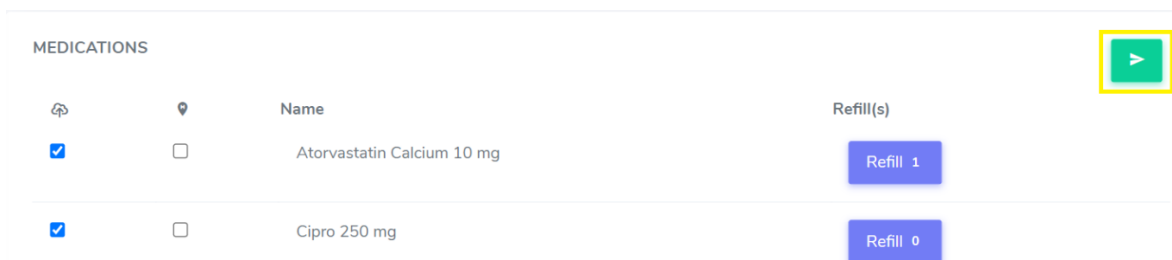 MEDICATIONS
Name Refill(s)
Atorvastatin Calcium 10 mg Refill 1
Cipro 250 mg Refill 0